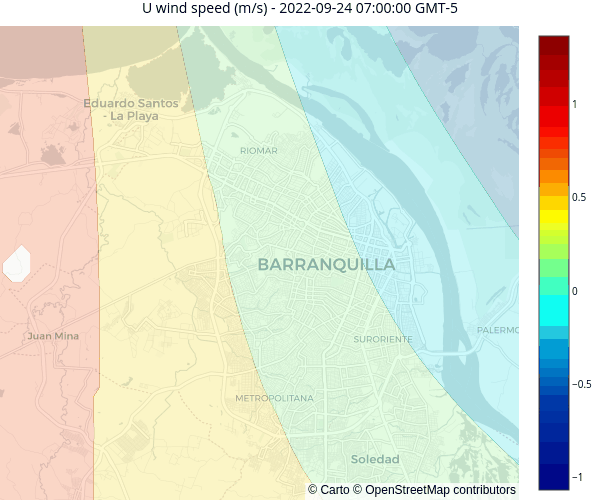 U wind speed (m/s) - 2022-09-24 07:00:00 GMT-5
Eduardo Santos
- La Playa
RIOMAR
BARRANQUILLA
Juan Mina
SURORIENTE
PALERMO
METROPOLITANA
Soledad
© Carto © OpenStreetMap contributors
1
0.5
0
−0.5
−1